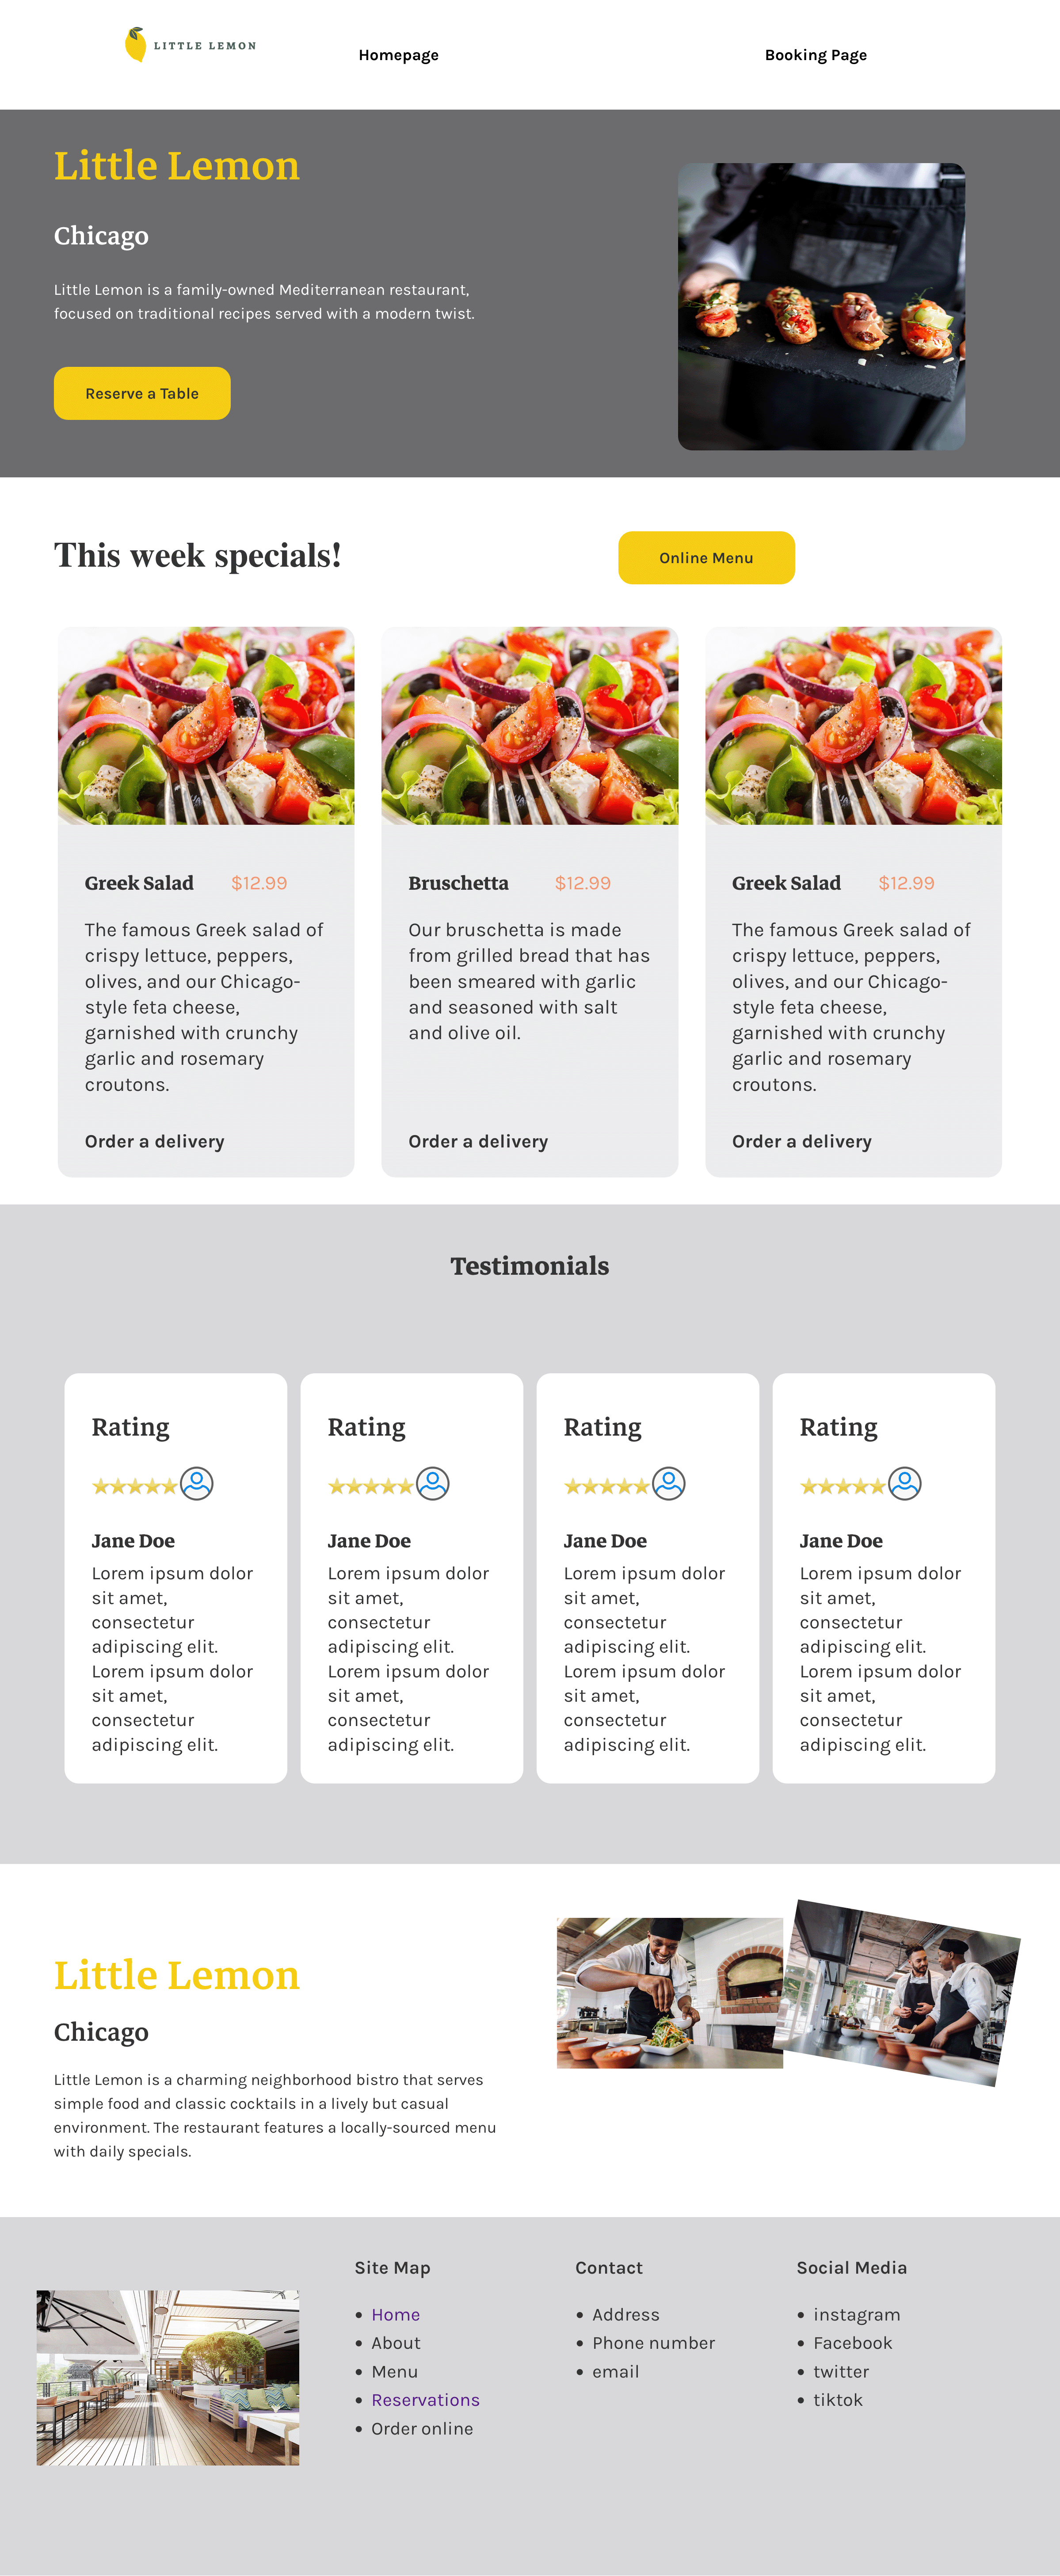 LITTLE LEMON
Homepage
Booking Page
Little Lemon
Chicago
Little Lemon is a family-owned Mediterranean restaurant,
focused on traditional recipes served with a modern twist.
Reserve a Table
This week specials!
Online Menu
Greek Salad
$12.99
The famous Greek salad of
crispy lettuce, peppers,
olives, and our Chicago-
style feta cheese,
garnished with crunchy
garlic and rosemary
croutons.
Order a delivery
Bruschetta
$12.99
Our bruschetta is made
from grilled bread that has
been smeared with garlic
and seasoned with salt
and olive oil.
Order a delivery
Greek Salad
$12.99
The famous Greek salad of
crispy lettuce, peppers,
olives, and our Chicago-
style feta cheese,
garnished with crunchy
garlic and rosemary
croutons.
Order a delivery
Testimonials
Rating
Jane Doe
Lorem ipsum dolor
sit amet,
consectetur
adipiscing elit.
Lorem ipsum dolor
sit amet,
consectetur
adipiscing elit.
Rating
Jane Doe
Lorem ipsum dolor
sit amet,
consectetur
adipiscing elit.
Lorem ipsum dolor
sit amet,
consectetur
adipiscing elit.
Rating
Jane Doe
Lorem ipsum dolor
sit amet,
consectetur
adipiscing elit.
Lorem ipsum dolor
sit amet,
consectetur
adipiscing elit.
Rating
Jane Doe
Lorem ipsum dolor
sit amet,
consectetur
adipiscing elit.
Lorem ipsum dolor
sit amet,
consectetur
adipiscing elit.
Little Lemon
Chicago
Little Lemon is a charming neighborhood bistro that serves
simple food and classic cocktails in a lively but casual
environment. The restaurant features a locally-sourced menu
with daily specials.
Site Map
Home
About
Menu
Reservations
Order online
Contact
Address
Phone number
email
Social Media
instagram
Facebook
twitter
tiktok